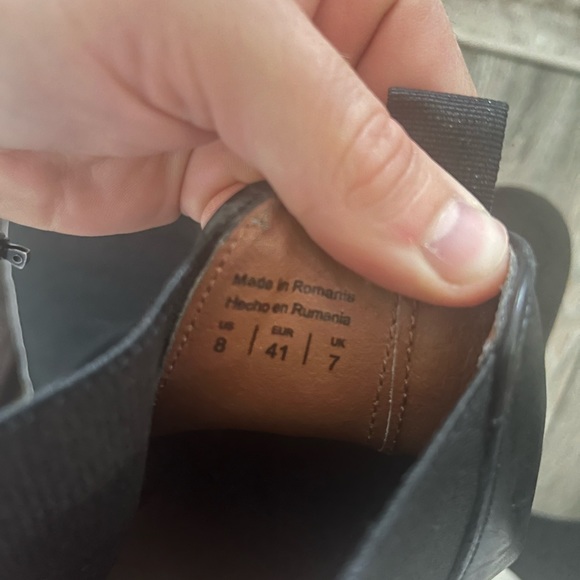 Made in Romania
Hecho en Rumania
US | EUR | UK
8 | 41 | 7